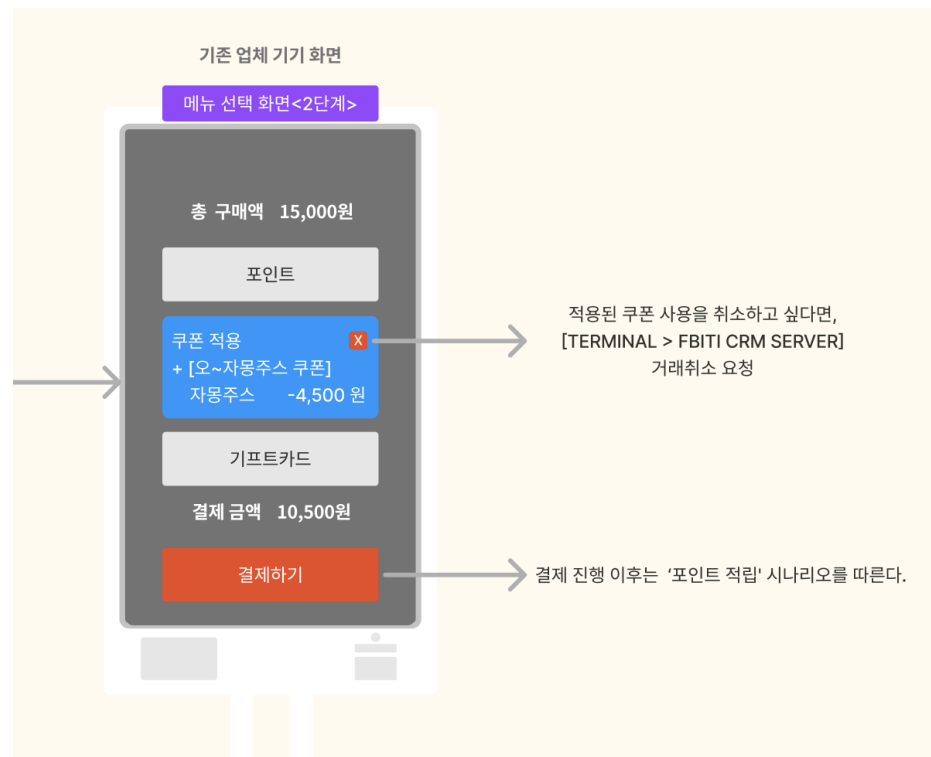 기존 업체 기기 화면
메뉴 선택 화면<2단계>
총 구매액 15,000원
포인트
쿠폰 적용 X
+ [오~자몽주스 쿠폰]
자몽주스 -4,500 원
기프트카드
결제 금액 10,500원
결제하기
적용된 쿠폰 사용을 취소하고 싶다면,
[TERMINAL > FBITI CRM SERVER]
거래취소 요청
결제 진행 이후는 '포인트 적립' 시나리오를 따른다.